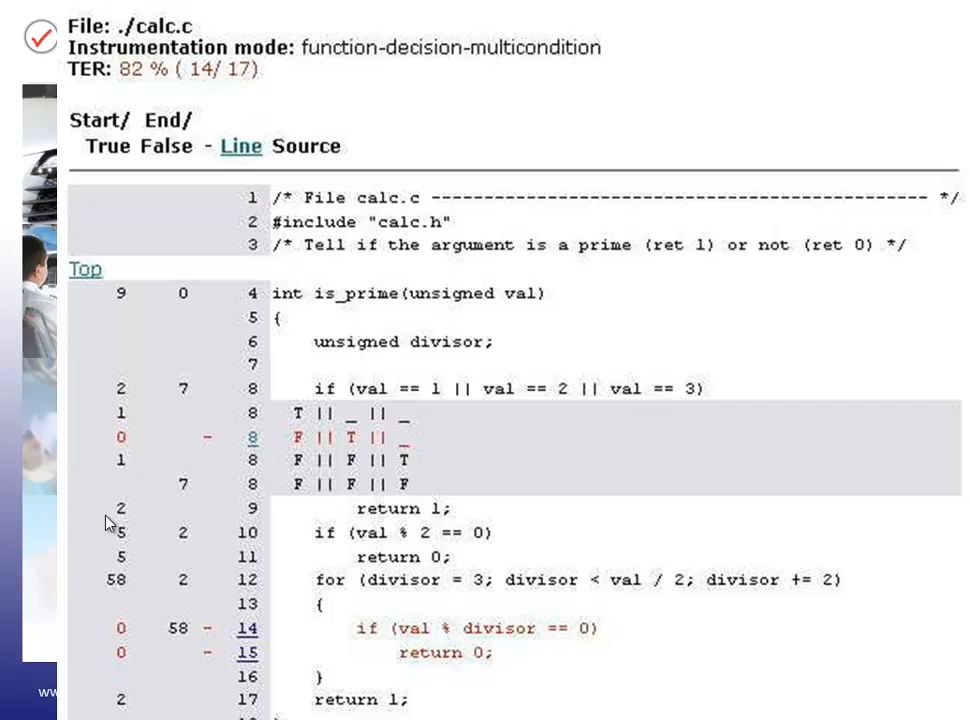 File: ./calc.c
Instrumentation mode: function-decision-multicondition
TER: 82 % ( 14/ 17)
Start/ End/
True False - Line Source
1 /* File calc.c ----------------------------------------------- */
2 #include "calc.h"
3 /* Tell if the argument is a prime (ret 1) or not (ret 0) */
Top
9 0 4 int is_prime(unsigned val)
5 {
6 unsigned divisor;
7
2 7 8 if (val == 1 || val == 2 || val == 3)
1 8 T || _ || _
0 - 8 F || T || _
1 8 F || F || T
7 8 F || F || F
2 9 return 1;
5 2 10 if (val % 2 == 0)
5 11 return 0;
58 2 12 for (divisor = 3; divisor < val / 2; divisor += 2)
13 {
0 58 - 14 if (val % divisor == 0)
0 - 15 return 0;
16 }
2 17 return 1;